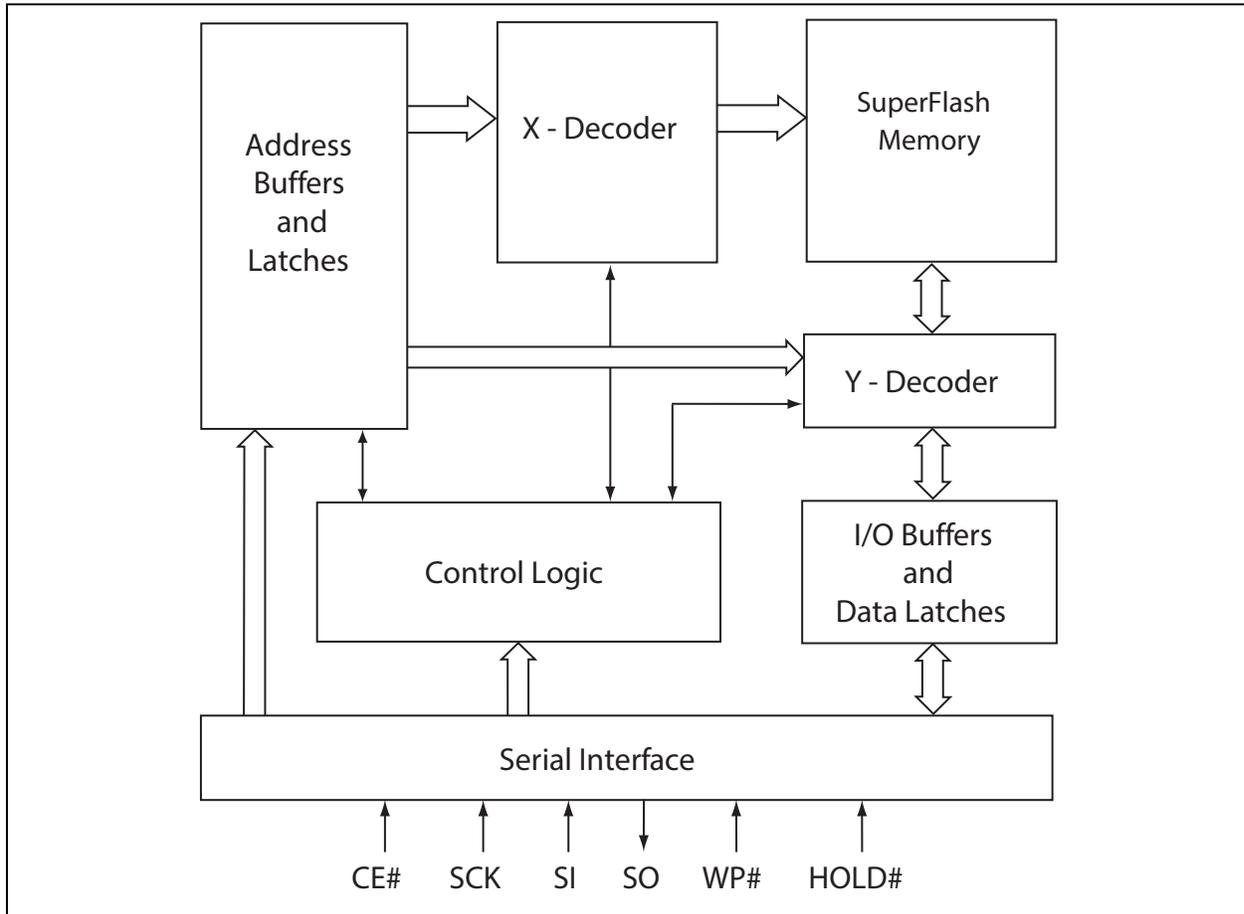 Address
Buffers
and
Latches
X - Decoder
SuperFlash
Memory
Y - Decoder
Control Logic
I/O Buffers
and
Data Latches
Serial Interface
CE# SCK SI SO WP# HOLD#